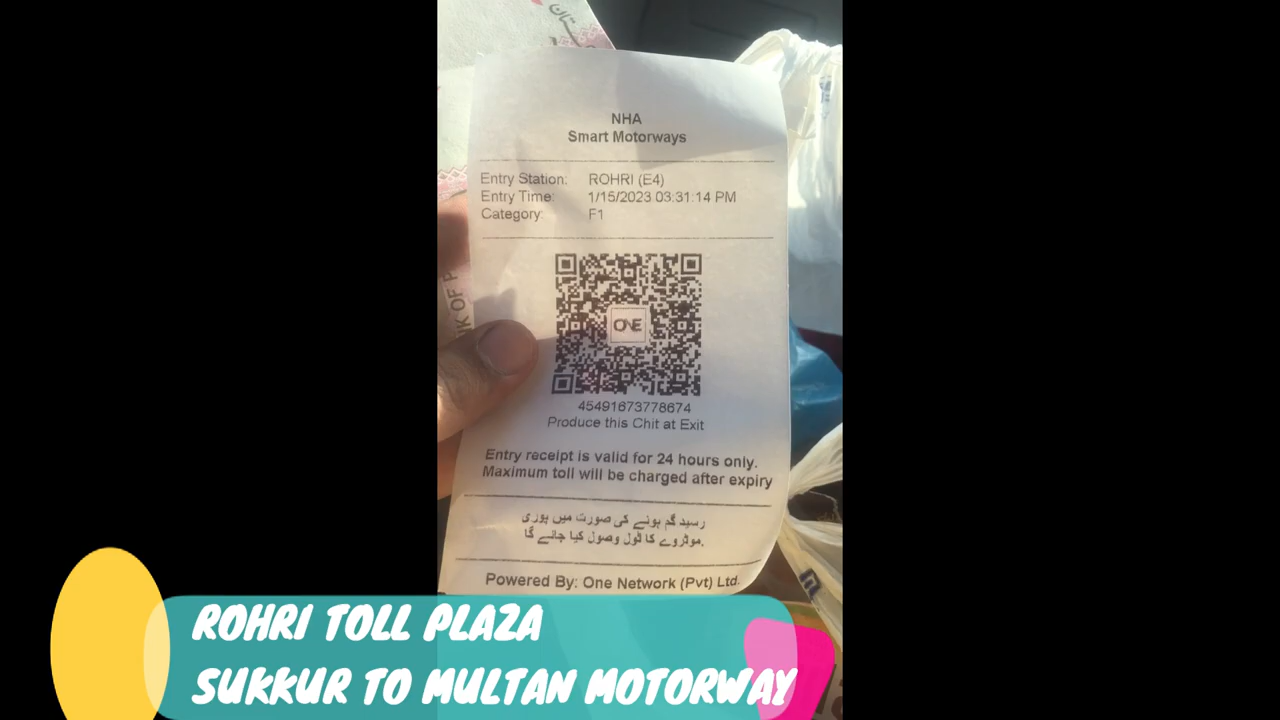 ستان
NHA
Smart Motorways
Entry Station: ROHRI (E4)
Entry Time: 1/15/2023 03:31:14 PM
Category: F1
ONE
45491673778674
Produce this Chit at Exit
Entry receipt is valid for 24 hours only.
Maximum toll will be charged after expiry
رسید گم ہونے کی صورت میں پوری
موٹروے کا ٹول وصول کیا جائے گا.
Powered By: One Network (Pvt) Ltd.
OF P
ROHRI TOLL PLAZA
SUKKUR TO MULTAN MOTORWAY